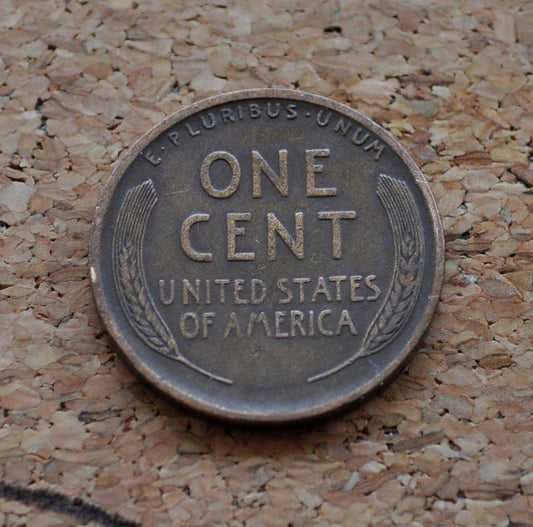 E·PLURIBUS·UNUM
ONE
CENT
UNITED STATES
OF AMERICA